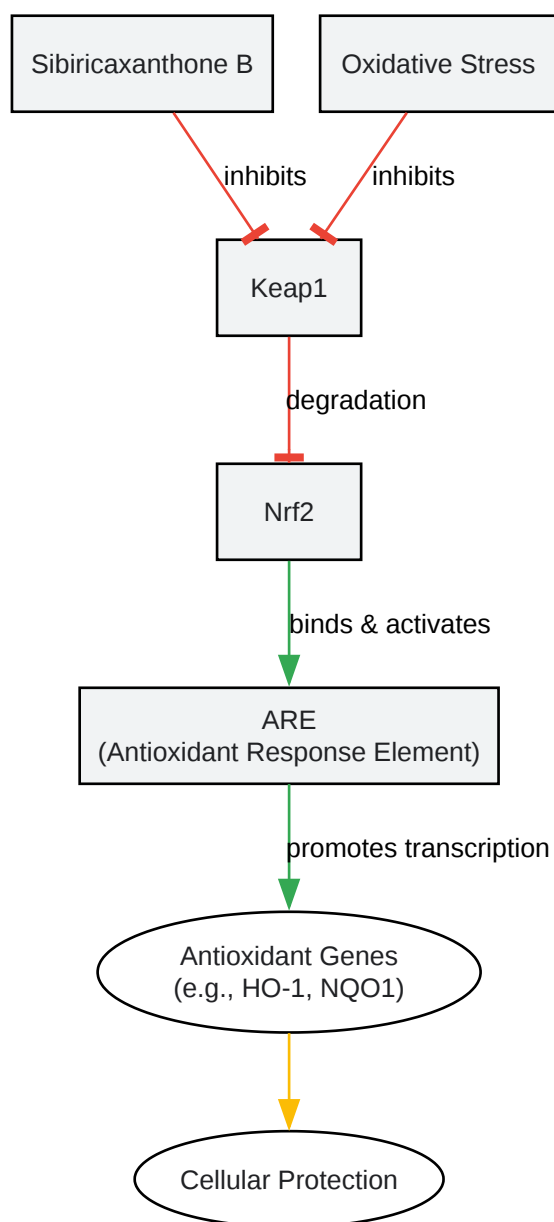 Sibiricaxanthone B
Oxidative Stress
inhibits
inhibits
Keap1
degradation
Nrf2
binds & activates
ARE
(Antioxidant Response Element)
promotes transcription
Antioxidant Genes
(e.g., HO-1, NQO1)
Cellular Protection